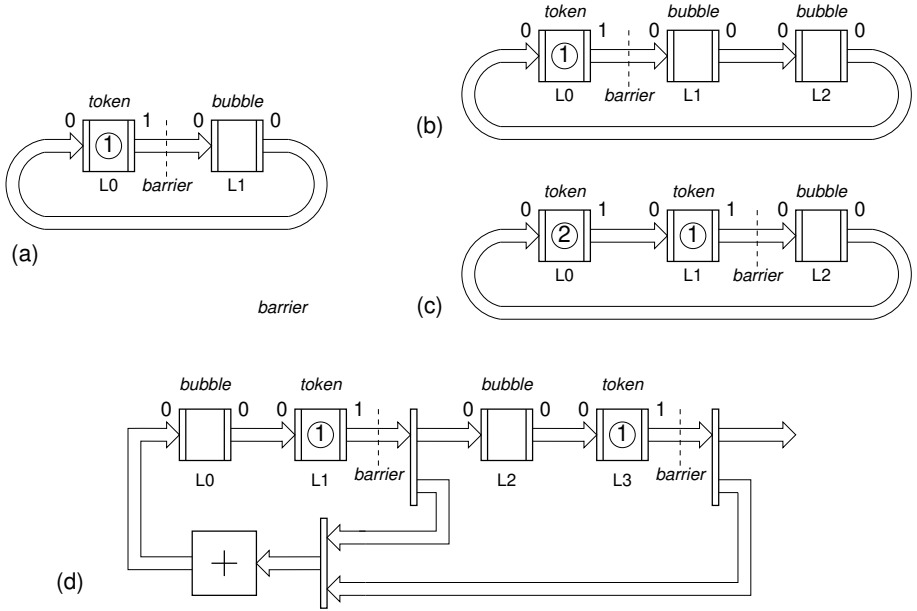 token bubble
0 1 0 0
1
L0 barrier L1
(a)
token bubble bubble
0 1 0 0 0 0
1
L0 barrier L1 L2
(b)
token token bubble
0 1 0 1 0 0
2 1
L0 L1 barrier L2
(c)
barrier
bubble token bubble token
0 0 0 1 0 0 0 1
1 1
L0 L1 barrier L2 L3 barrier
+
(d)